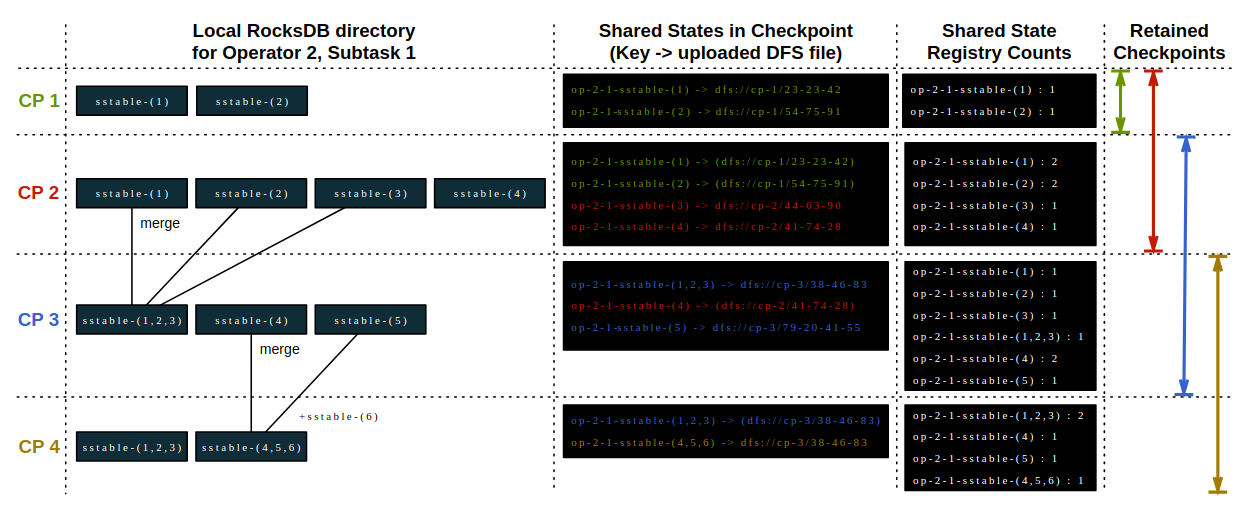 Local RocksDB directory
for Operator 2, Subtask 1
Shared States in Checkpoint
(Key -> uploaded DFS file)
Shared State
Registry Counts
Retained
Checkpoints
CP 1
sstable-(1)
sstable-(2)
op-2-1-sstable-(1) -> dfs://cp-1/23-23-42
op-2-1-sstable-(2) -> dfs://cp-1/54-75-91
op-2-1-sstable-(1) : 1
op-2-1-sstable-(2) : 1
CP 2
sstable-(1)
sstable-(2)
sstable-(3)
sstable-(4)
merge
op-2-1-sstable-(1) -> (dfs://cp-1/23-23-42)
op-2-1-sstable-(2) -> (dfs://cp-1/54-75-91)
op-2-1-sstable-(3) -> dfs://cp-2/44-63-90
op-2-1-sstable-(4) -> dfs://cp-2/41-74-28
op-2-1-sstable-(1) : 2
op-2-1-sstable-(2) : 2
op-2-1-sstable-(3) : 1
op-2-1-sstable-(4) : 1
CP 3
sstable-(1,2,3)
sstable-(4)
sstable-(5)
merge
+sstable-(6)
op-2-1-sstable-(1,2,3) -> dfs://cp-3/38-46-83
op-2-1-sstable-(4) -> (dfs://cp-2/41-74-28)
op-2-1-sstable-(5) -> dfs://cp-3/79-20-41-55
op-2-1-sstable-(1) : 1
op-2-1-sstable-(2) : 1
op-2-1-sstable-(3) : 1
op-2-1-sstable-(1,2,3) : 1
op-2-1-sstable-(4) : 2
op-2-1-sstable-(5) : 1
CP 4
sstable-(1,2,3)
sstable-(4,5,6)
op-2-1-sstable-(1,2,3) -> (dfs://cp-3/38-46-83)
op-2-1-sstable-(4,5,6) -> dfs://cp-3/38-46-83
op-2-1-sstable-(1,2,3) : 2
op-2-1-sstable-(4) : 1
op-2-1-sstable-(5) : 1
op-2-1-sstable-(4,5,6) : 1